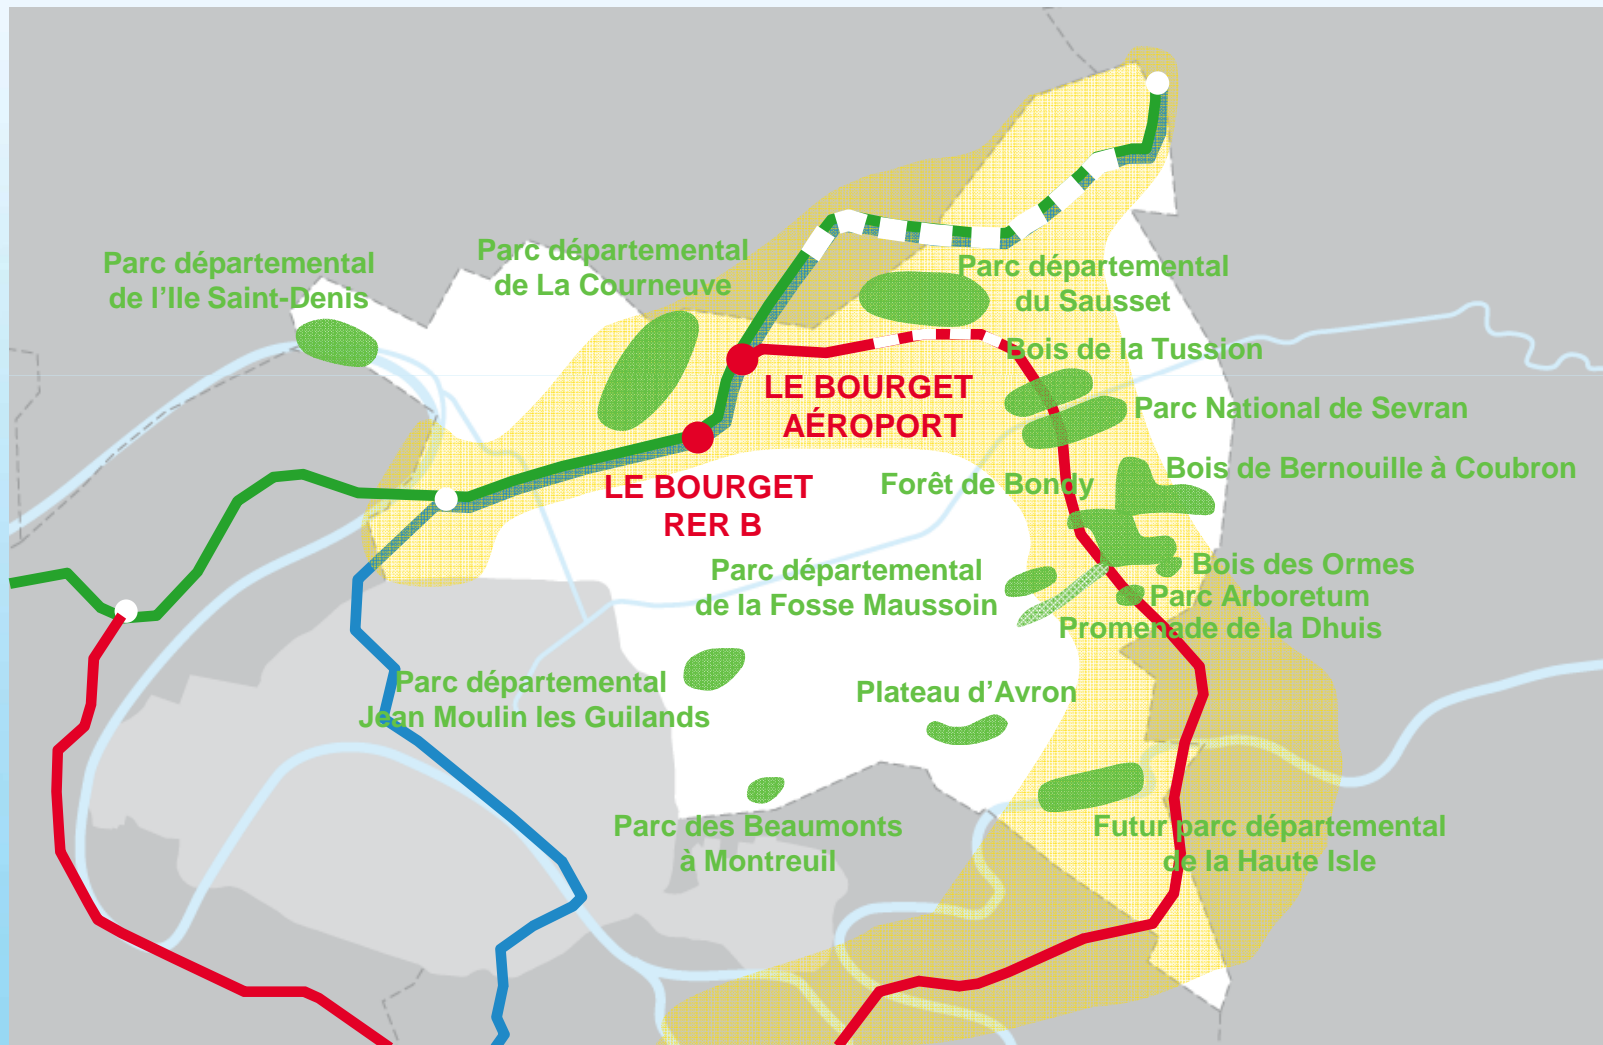 Parc départemental
de l’Ile Saint-Denis
Parc départemental
de La Courneuve
Parc départemental
du Sausset
Bois de la Tussion
LE BOURGET
AÉROPORT
Parc National de Sevran
LE BOURGET
RER B
Forêt de Bondy
Bois de Bernouille à Coubron
Parc départemental
de la Fosse Maussoin
Bois des Ormes
Parc Arboretum
Promenade de la Dhuis
Parc départemental
Jean Moulin les Guilands
Plateau d’Avron
Parc des Beaumonts
à Montreuil
Futur parc départemental
de la Haute Isle